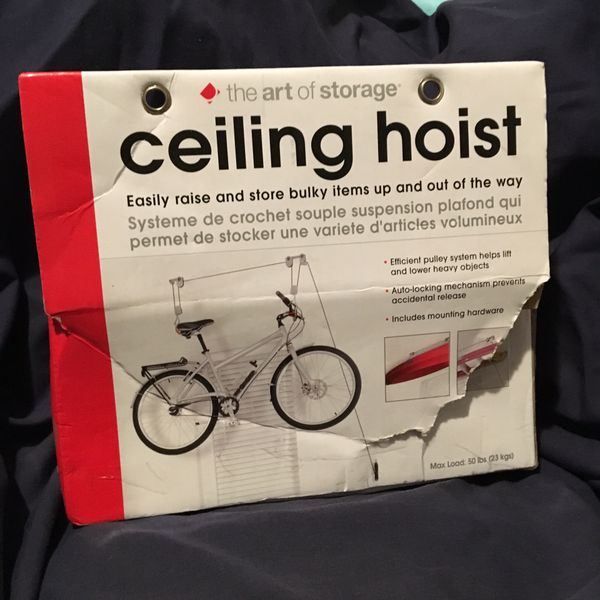 the art of storage®
ceiling hoist
Easily raise and store bulky items up and out of the way
Systeme de crochet souple suspension plafond qui
permet de stocker une variete d'articles volumineux
• Efficient pulley system helps lift
and lower heavy objects
• Auto-locking mechanism prevents
accidental release
• Includes mounting hardware
Max Load: 50 lbs (23 kgs)